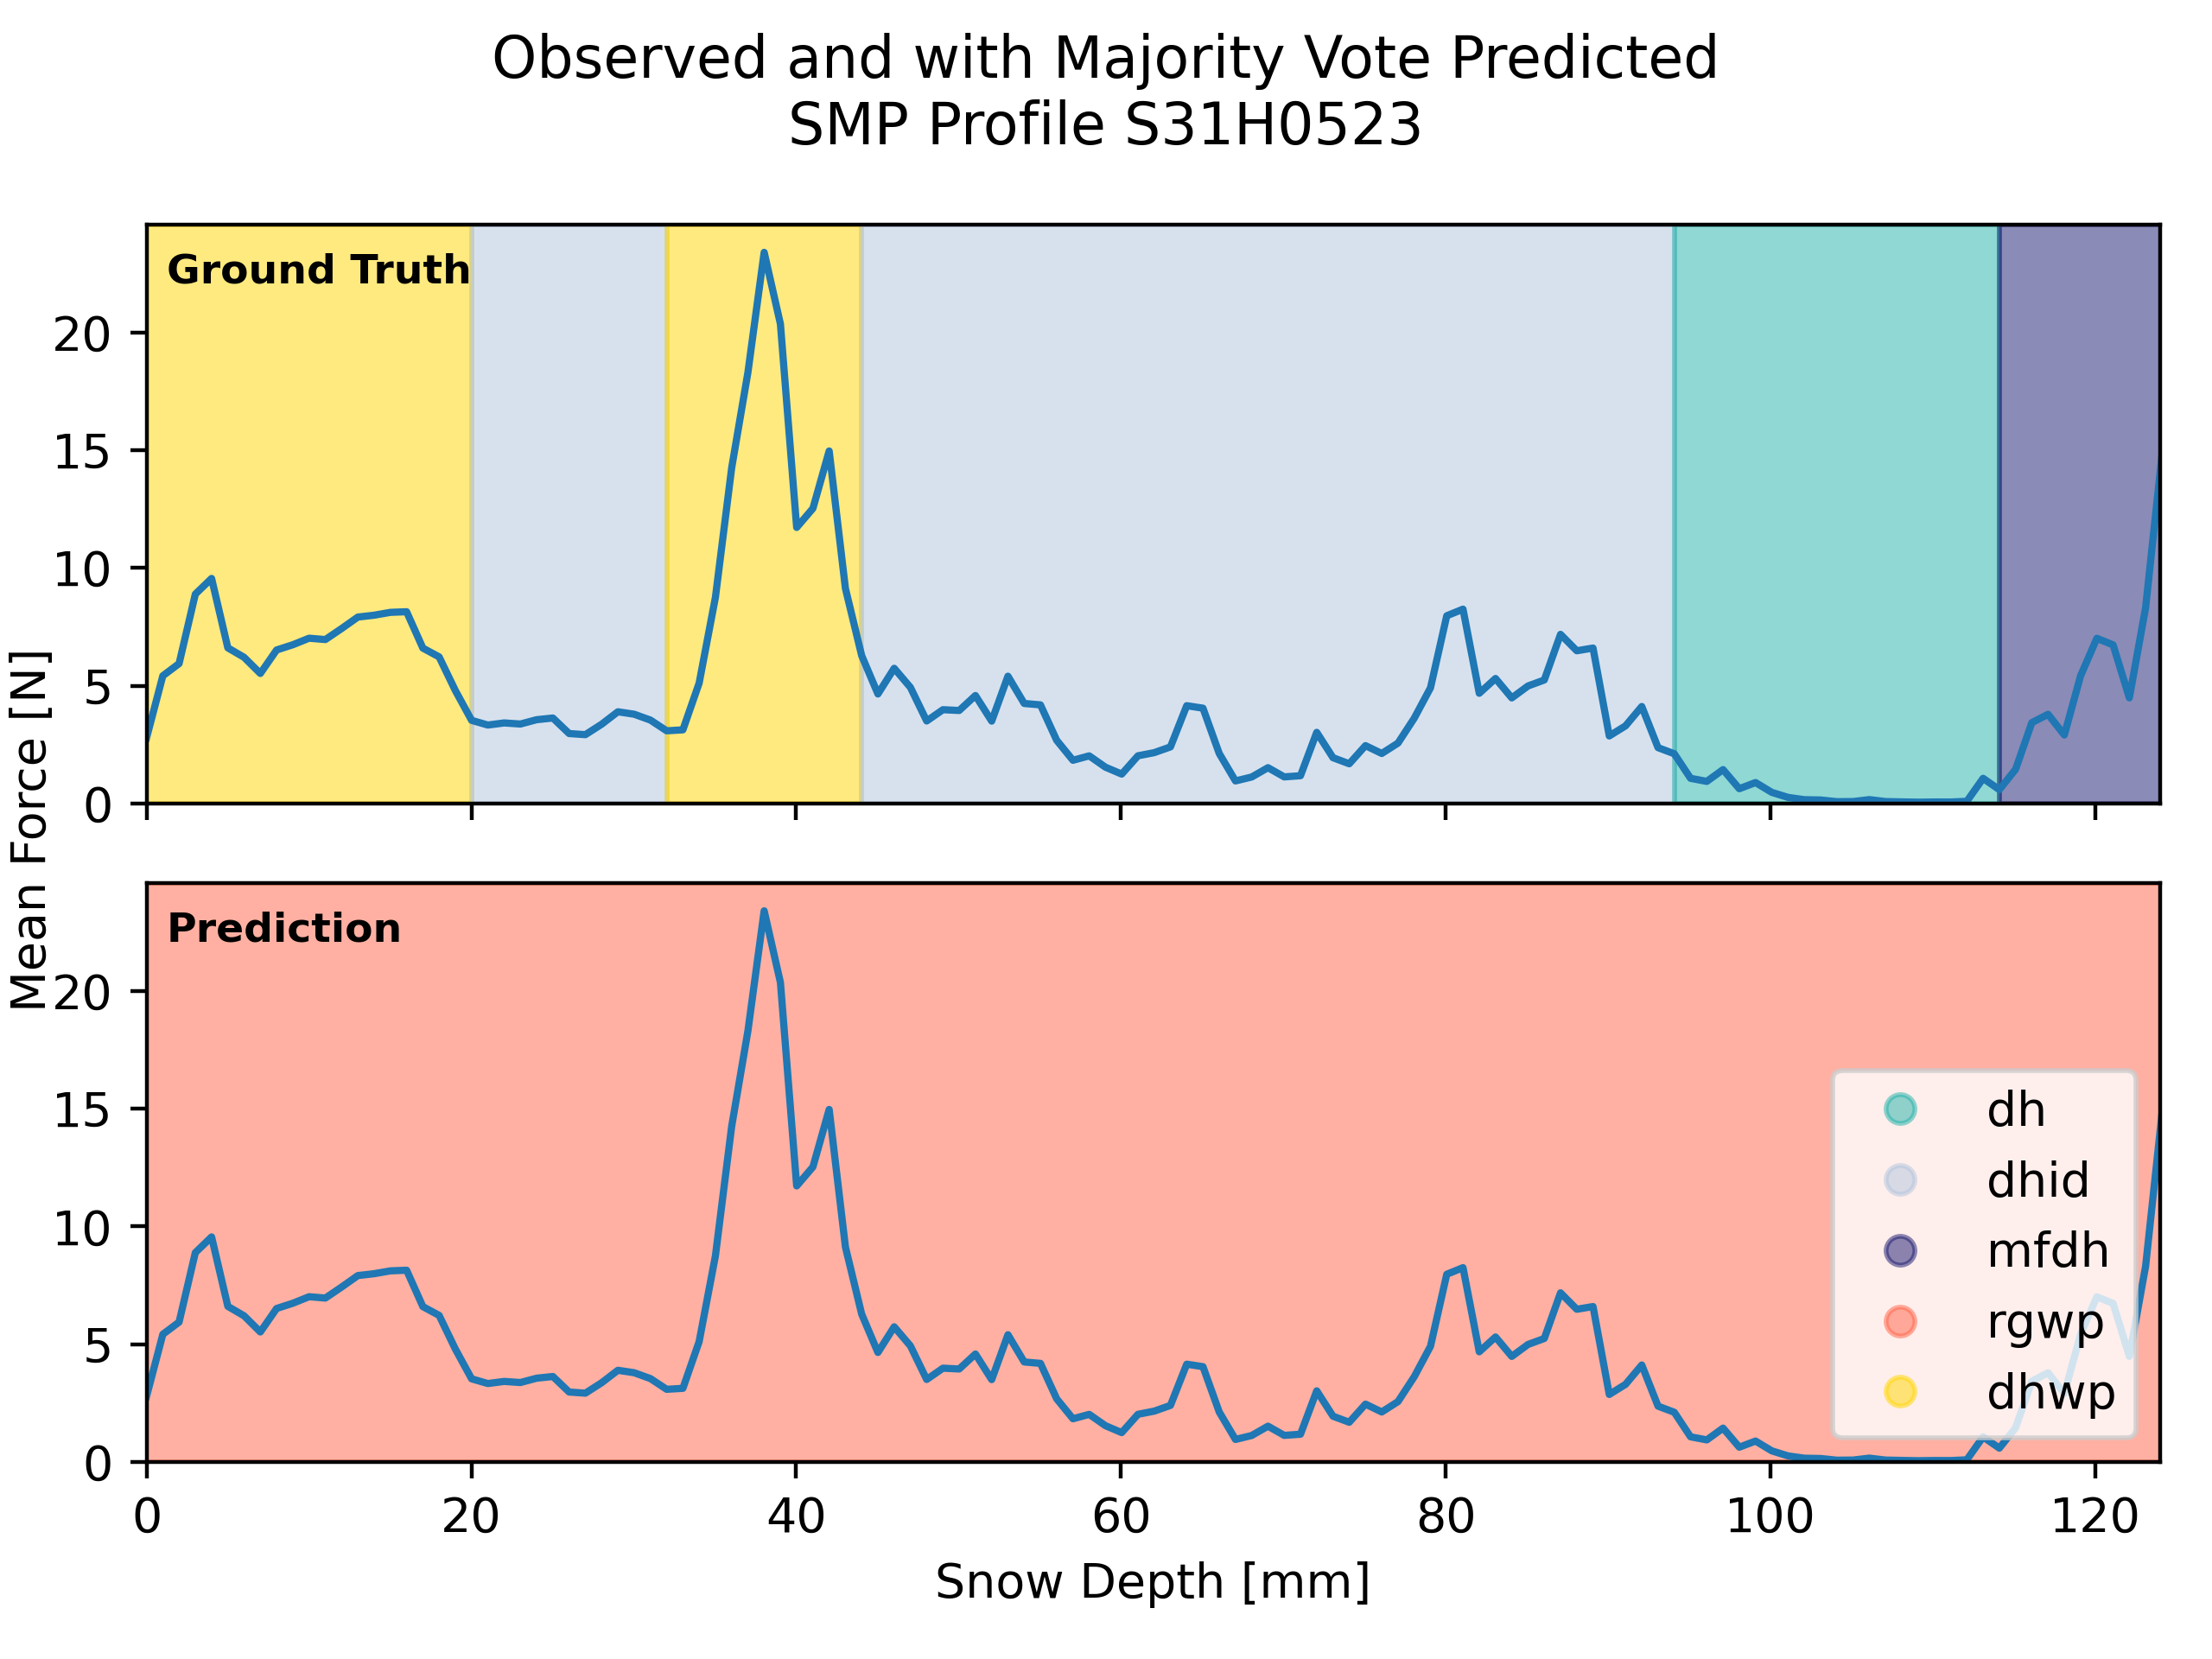 Observed and with Majority Vote Predicted
SMP Profile S31H0523
Ground Truth
20
15
10
5
0
Mean Force [N]
Prediction
20
15
10
5
0
dh
dhid
mfdh
rgwp
dhwp
0 20 40 60 80 100 120
Snow Depth [mm]